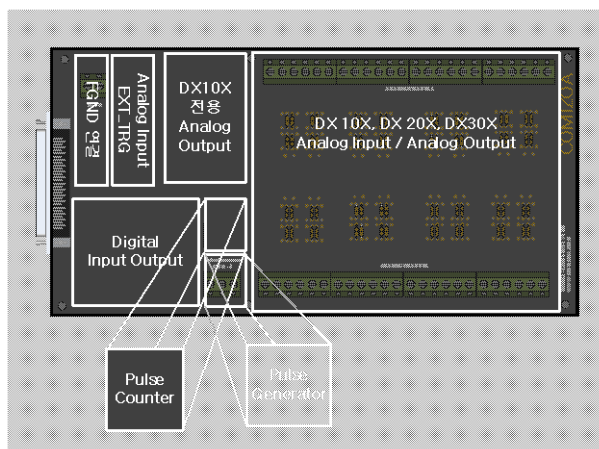 FGND 연결
Analog Input
EXT_TRG
DX10X
전용
Analog
Output
DX 10X, DX 20X, DX30X
Analog Input / Analog Output
COMIZOA
Digital
Input Output
Pulse
Counter
Pulse
Generator